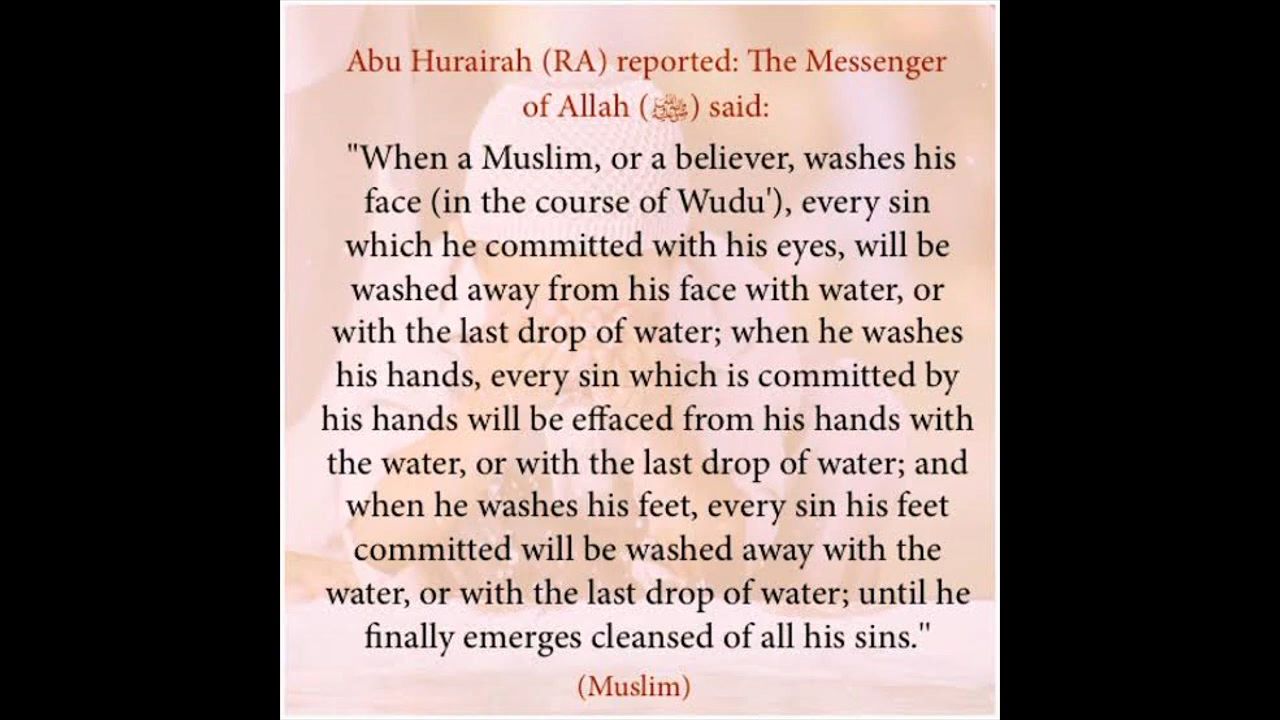 Abu Hurairah (RA) reported: The Messenger
of Allah (ﷺ) said:
"When a Muslim, or a believer, washes his
face (in the course of Wudu'), every sin
which he committed with his eyes, will be
washed away from his face with water, or
with the last drop of water; when he washes
his hands, every sin which is committed by
his hands will be effaced from his hands with
the water, or with the last drop of water; and
when he washes his feet, every sin his feet
committed will be washed away with the
water, or with the last drop of water; until he
finally emerges cleansed of all his sins."
(Muslim)